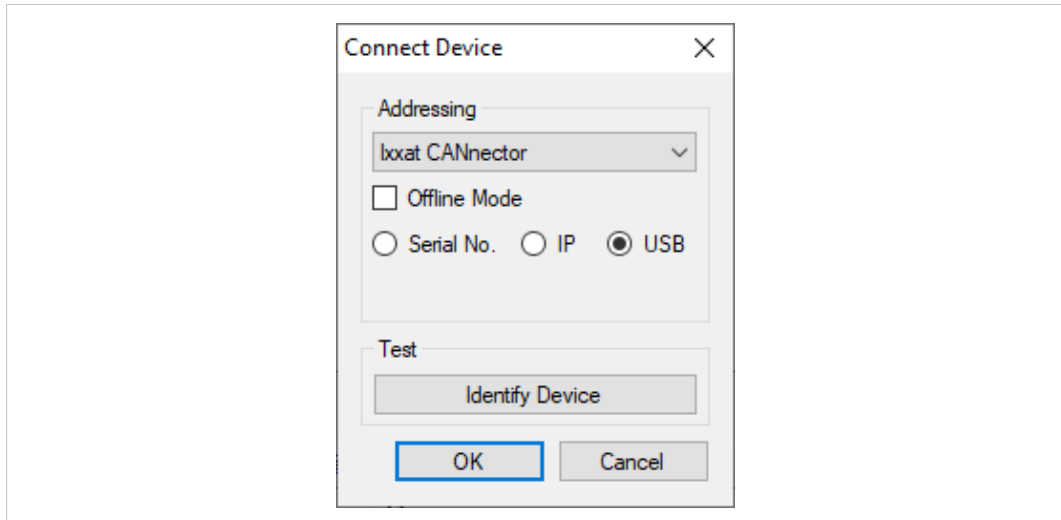 Connect Device
Addressing
Ixxat CANnector
Offline Mode
Serial No. IP USB
Test
Identify Device
OK Cancel